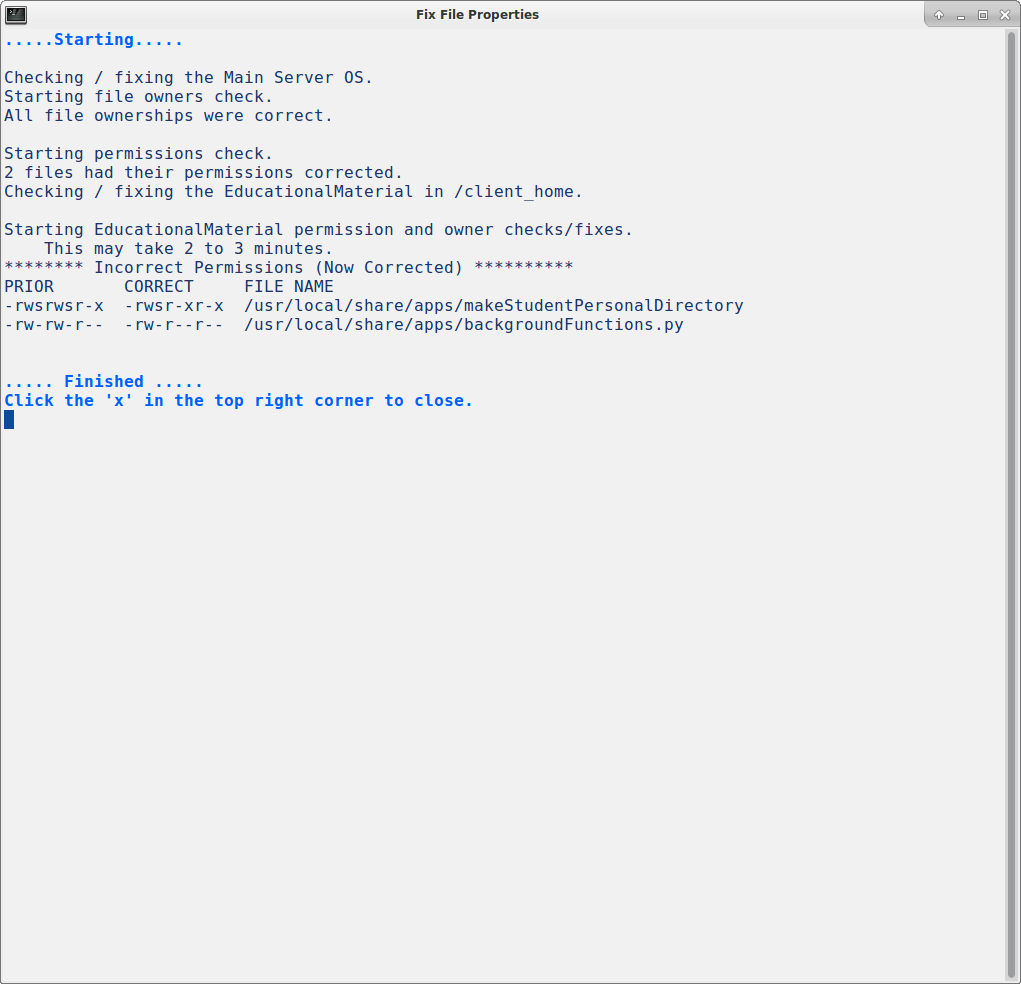 Fix File Properties
.....Starting.....
Checking / fixing the Main Server OS.
Starting file owners check.
All file ownerships were correct.
Starting permissions check.
2 files had their permissions corrected.
Checking / fixing the EducationalMaterial in /client_home.
Starting EducationalMaterial permission and owner checks/fixes.
    This may take 2 to 3 minutes.
******** Incorrect Permissions (Now Corrected) **********
PRIOR       CORRECT     FILE NAME
-rwsrwsr-x  -rwsr-xr-x  /usr/local/share/apps/makeStudentPersonalDirectory
-rw-rw-r--  -rw-r--r--  /usr/local/share/apps/backgroundFunctions.py
..... Finished .....
Click the 'x' in the top right corner to close.